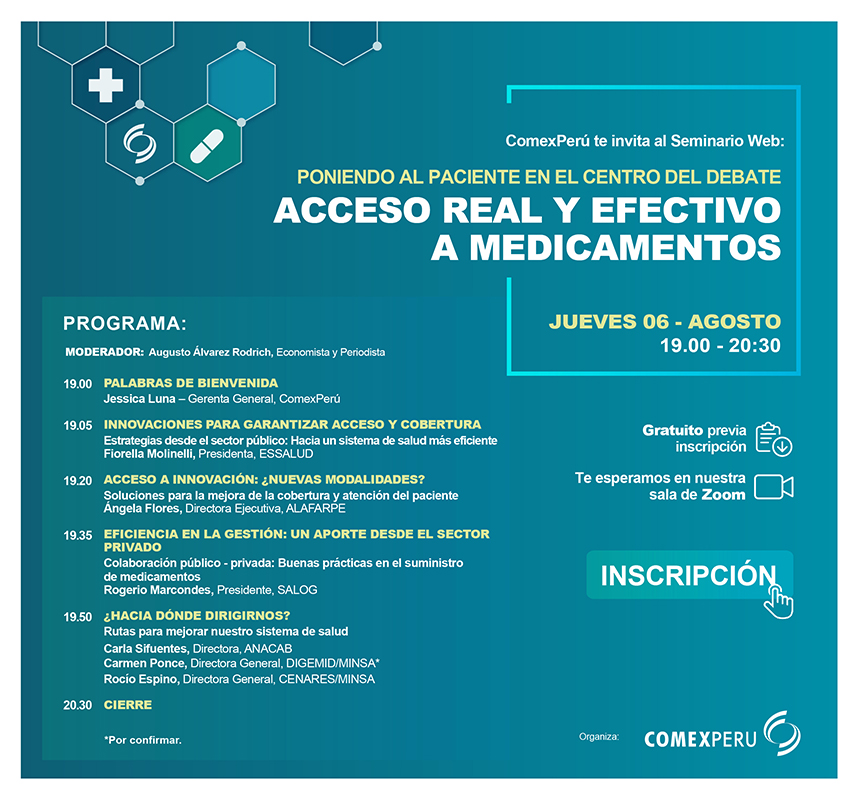 ComexPerú te invita al Seminario Web:
PONIENDO AL PACIENTE EN EL CENTRO DEL DEBATE
ACCESO REAL Y EFECTIVO
A MEDICAMENTOS
JUEVES 06 - AGOSTO
19.00 - 20:30
PROGRAMA:
MODERADOR: Augusto Álvarez Rodrich, Economista y Periodista
19.00 PALABRAS DE BIENVENIDA
Jessica Luna – Gerenta General, ComexPerú
19.05 INNOVACIONES PARA GARANTIZAR ACCESO Y COBERTURA
Estrategias desde el sector público: Hacia un sistema de salud más eficiente
Fiorella Molinelli, Presidenta, ESSALUD
19.20 ACCESO A INNOVACIÓN: ¿NUEVAS MODALIDADES?
Soluciones para la mejora de la cobertura y atención del paciente
Ángela Flores, Directora Ejecutiva, ALAFARPE
19.35 EFICIENCIA EN LA GESTIÓN: UN APORTE DESDE EL SECTOR
PRIVADO
Colaboración público - privada: Buenas prácticas en el suministro
de medicamentos
Rogerio Marcondes, Presidente, SALOG
19.50 ¿HACIA DÓNDE DIRIGIRNOS?
Rutas para mejorar nuestro sistema de salud
Carla Sifuentes, Directora, ANACAB
Carmen Ponce, Directora General, DIGEMID/MINSA*
Rocío Espino, Directora General, CENARES/MINSA
20.30 CIERRE
*Por confirmar.
Gratuito previa
inscripción
Te esperamos en nuestra
sala de Zoom
INSCRIPCIÓN
Organiza:
COMEXPERU